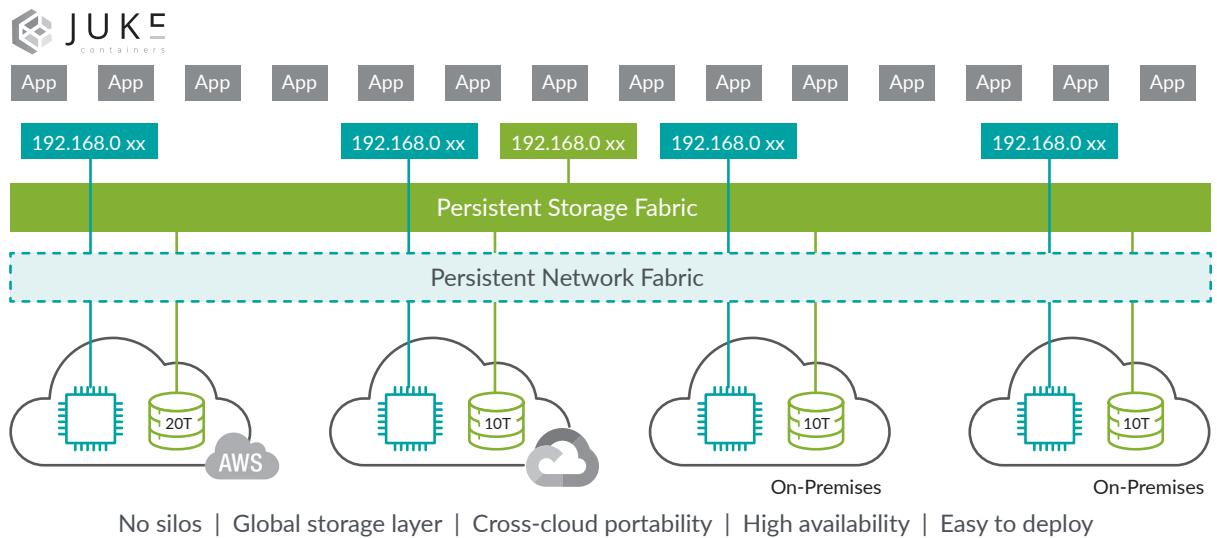 JUKE
containers
App App App App App App App App App App App App App App
192.168.0 xx 192.168.0 xx 192.168.0 xx 192.168.0 xx 192.168.0 xx
Persistent Storage Fabric
Persistent Network Fabric
20T 10T 10T 10T
AWS
On-Premises On-Premises
No silos | Global storage layer | Cross-cloud portability | High availability | Easy to deploy